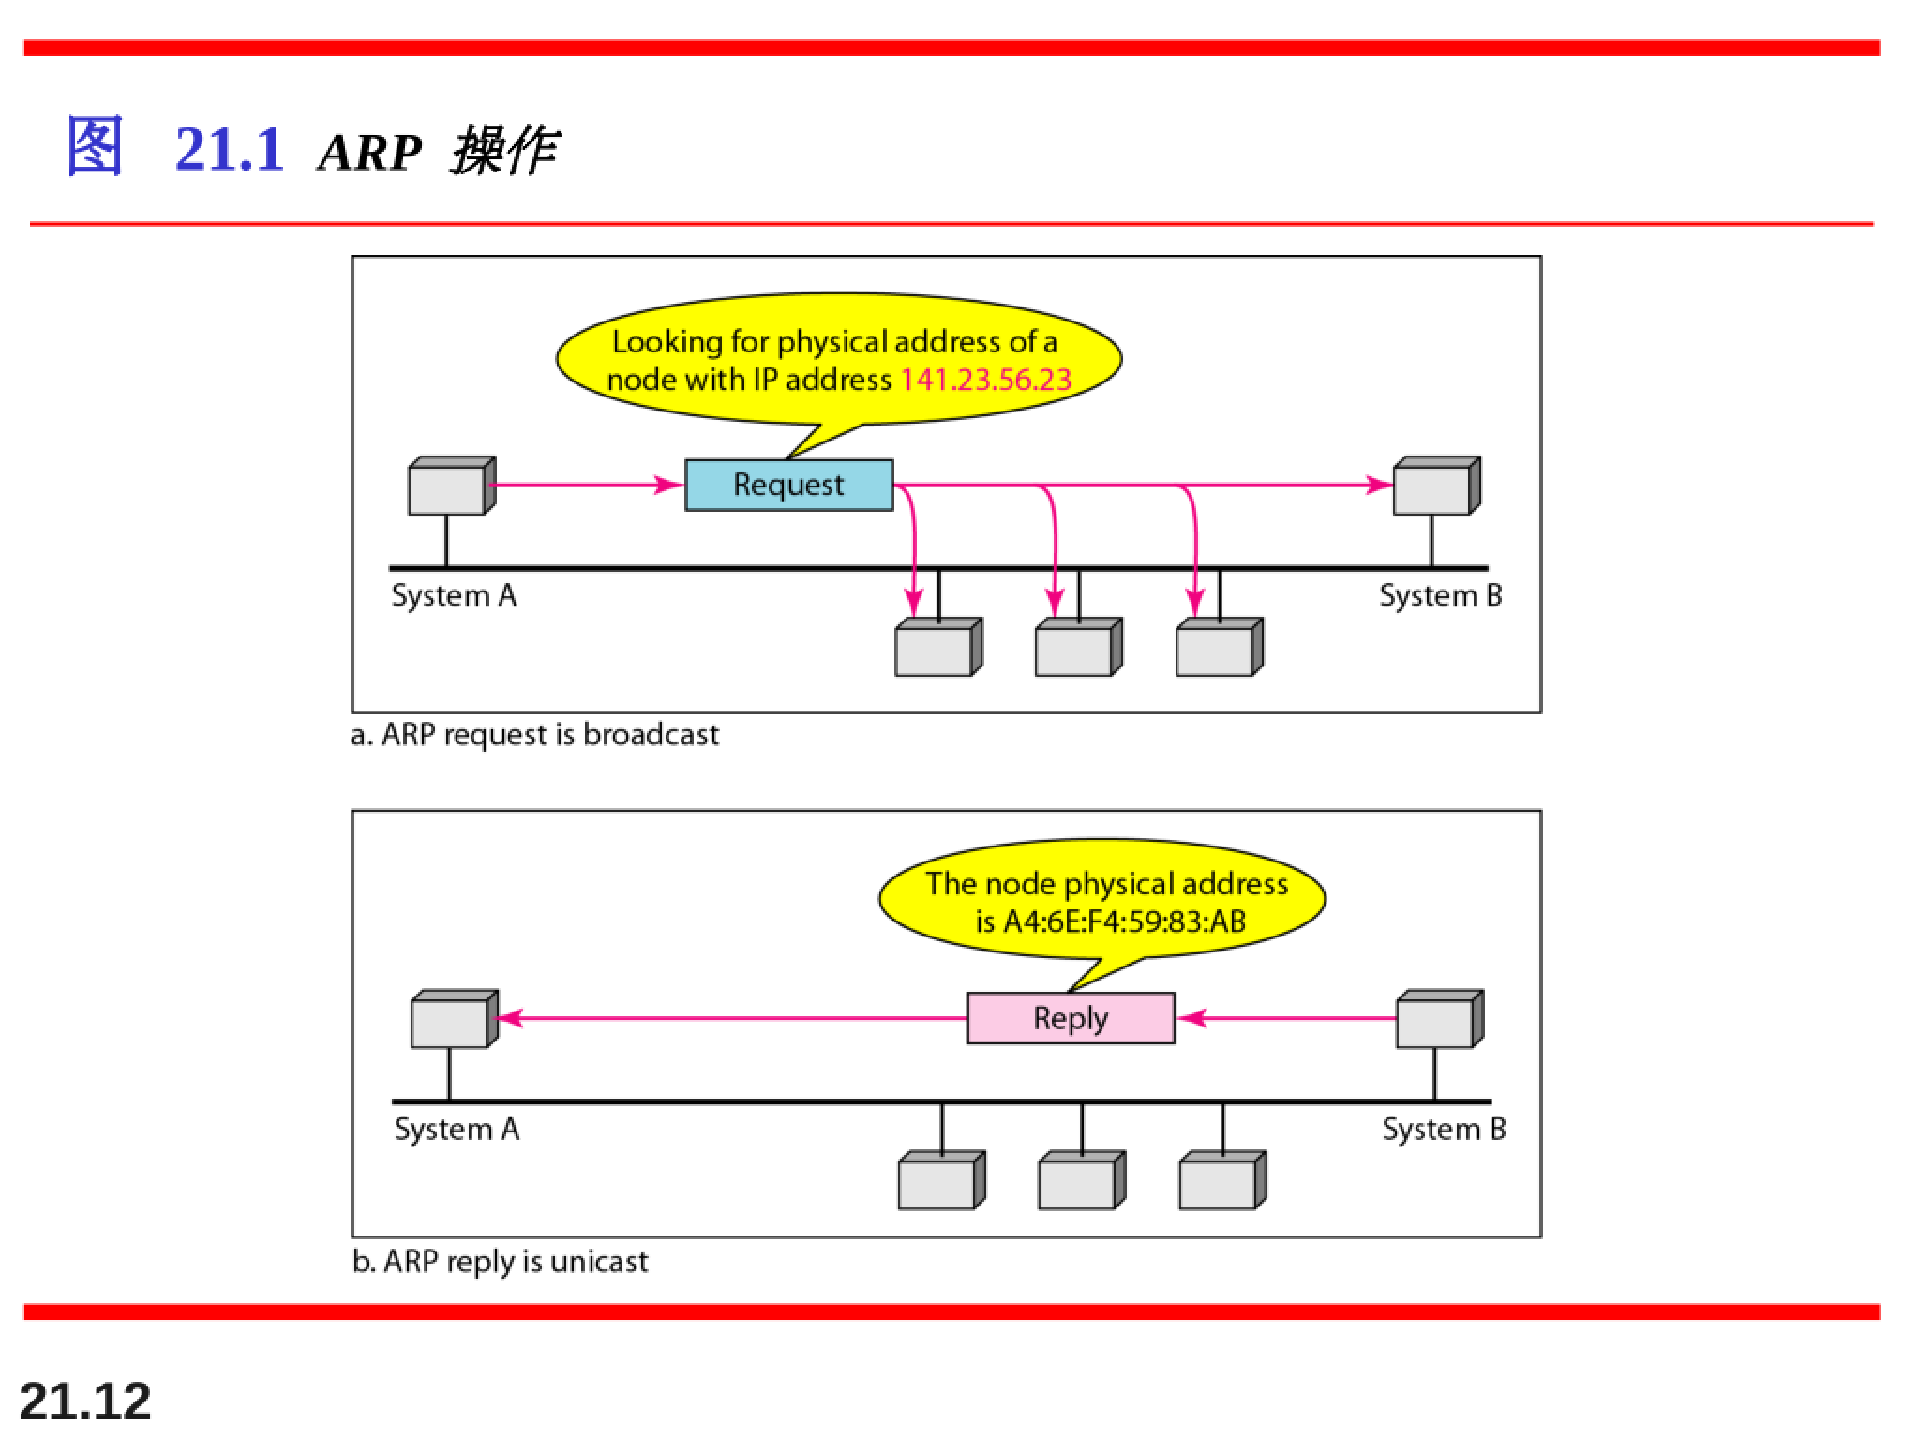 图 21.1 ARP 操作
Looking for physical address of a
node with IP address 141.23.56.23
Request
System A
System B
a. ARP request is broadcast
The node physical address
is A4:6E:F4:59:83:AB
Reply
System A
System B
b. ARP reply is unicast
21.12